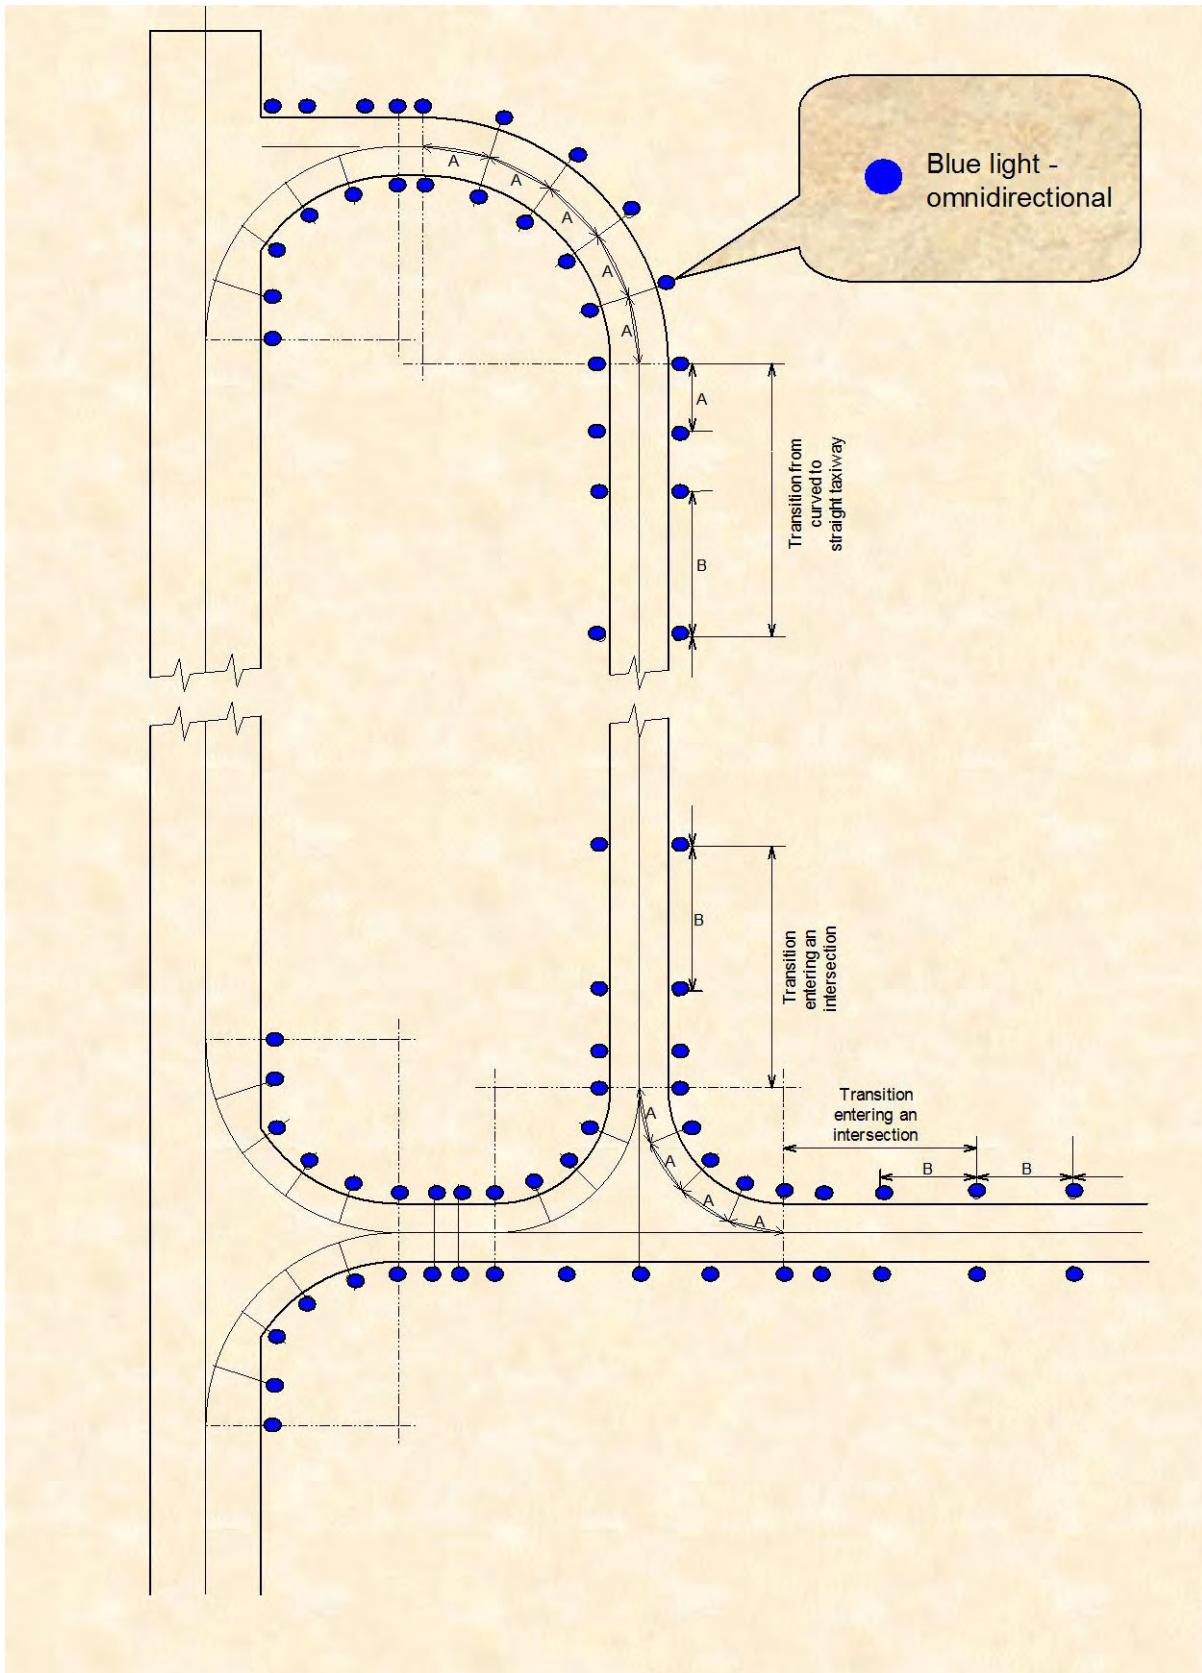 Blue light -
omnidirectional
A
A
A
A
A
A
B
Transition from
curved to
straight taxiway
B
Transition
entering an
intersection
Transition
entering an
intersection
A
A
A
A
B
B